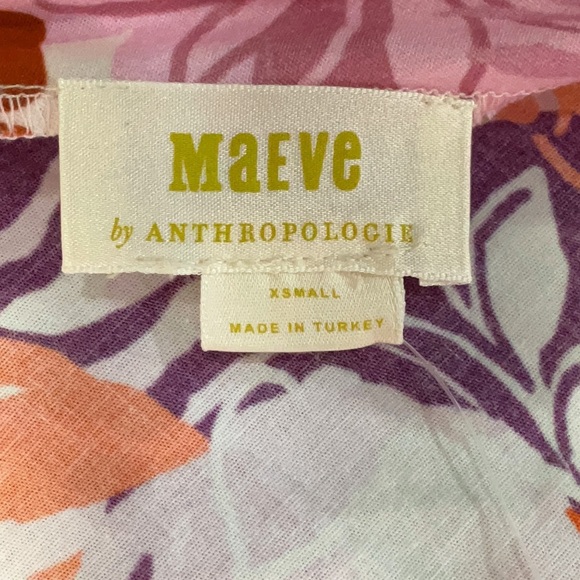 MaEVe
by ANTHROPOLOGIE
XSMALL
MADE IN TURKEY